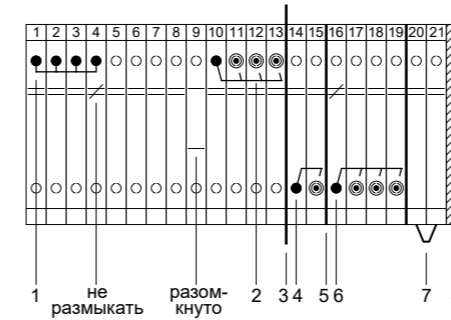 1 2 3 4 5 6 7 8 9 10 11 12 13 14 15 16 17 18 19 20 21
1 не размыкать разом- кнуто 2 3 4 5 6 7